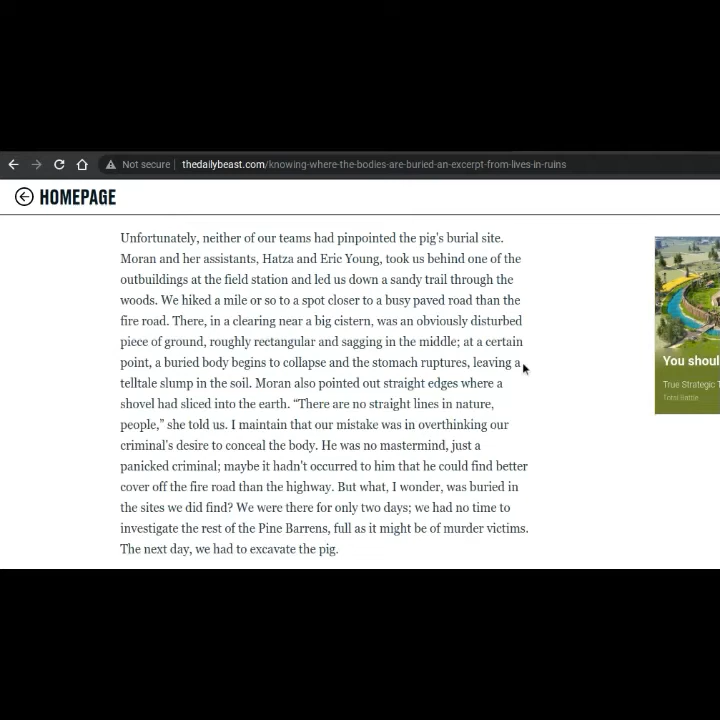 Not secure
thedailybeast.com/knowing-where-the-bodies-are-buried-an-excerpt-from-lives-in-ruins
HOMEPAGE
Unfortunately, neither of our teams had pinpointed the pig's burial site.
Moran and her assistants, Hatza and Eric Young, took us behind one of the
outbuildings at the field station and led us down a sandy trail through the
woods. We hiked a mile or so to a spot closer to a busy paved road than the
fire road. There, in a clearing near a big cistern, was an obviously disturbed
piece of ground, roughly rectangular and sagging in the middle; at a certain
point, a buried body begins to collapse and the stomach ruptures, leaving a
telltale slump in the soil. Moran also pointed out straight edges where a
shovel had sliced into the earth. “There are no straight lines in nature,
people,” she told us. I maintain that our mistake was in overthinking our
criminal's desire to conceal the body. He was no mastermind, just a
panicked criminal; maybe it hadn't occurred to him that he could find better
cover off the fire road than the highway. But what, I wonder, was buried in
the sites we did find? We were there for only two days; we had no time to
investigate the rest of the Pine Barrens, full as it might be of murder victims.
The next day, we had to excavate the pig.
You shoul
True Strategic T
Total Battle